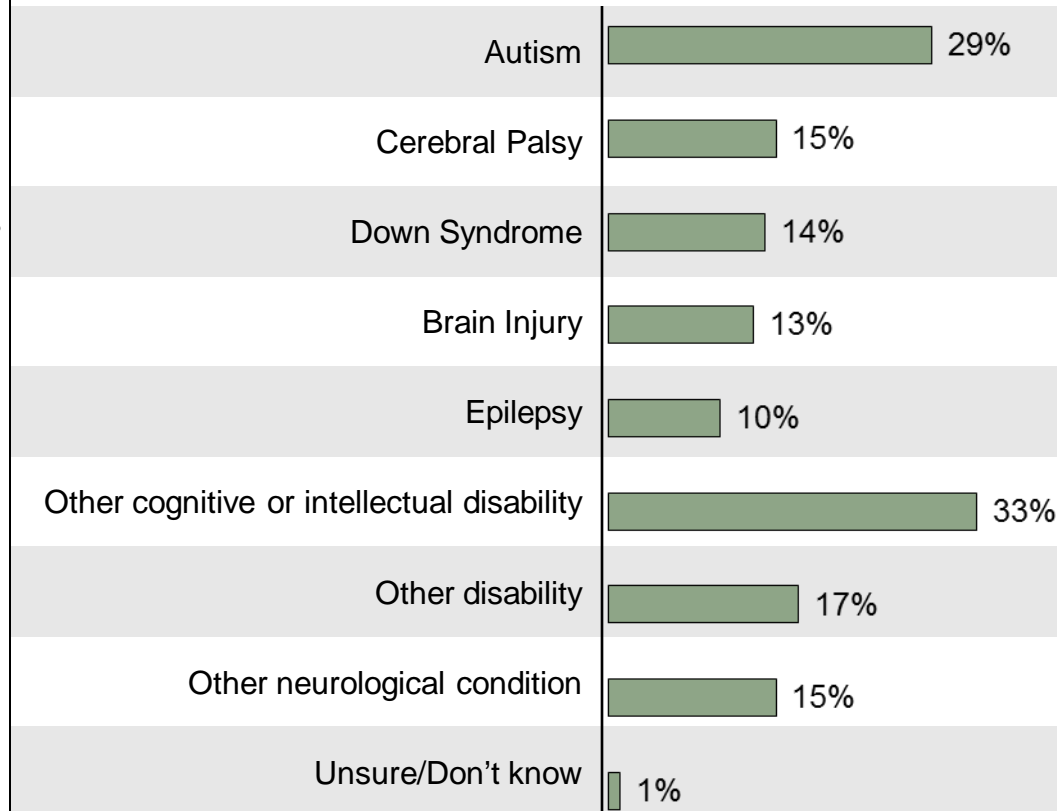 Autism 29%
Cerebral Palsy 15%
Down Syndrome 14%
Brain Injury 13%
Epilepsy 10%
Other cognitive or intellectual disability 33%
Other disability 17%
Other neurological condition 15%
Unsure/Don’t know 1%